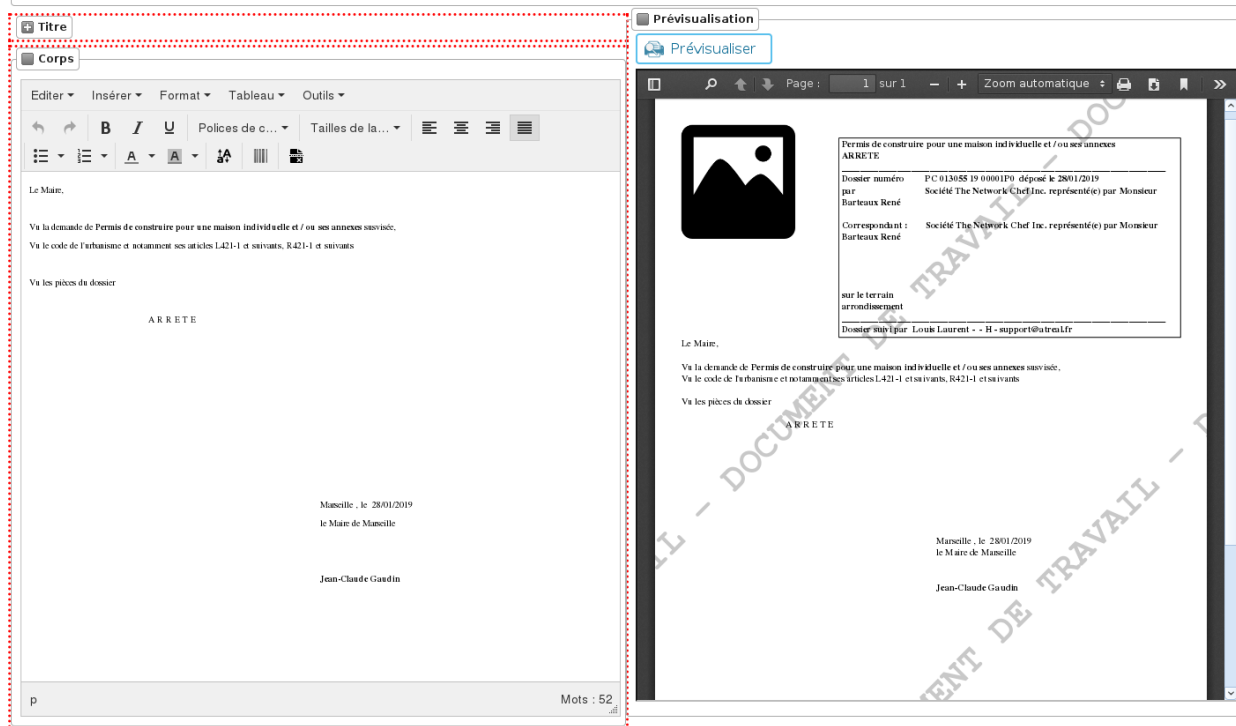 Titre
Corps
Editer
Insérer
Format
Tableau
Outils
B I U
Polices de c...
Tailles de la...
A
A
Le Maire,
Vu la demande de Permis de construire pour une maison individuelle et / ou ses annexes susvisée,
Vu le code de l'urbanisme et notamment ses articles L421-1 et suivants, R421-1 et suivants
Vu les pièces du dossier
A R R E T E
Marseille , le 28/01/2019
le Maire de Marseille
Jean-Claude Gaudin
p
Mots : 52
Prévisualisation
Prévisualiser
Page : 1 sur 1
Zoom automatique
Permis de construire pour une maison individuelle et / ou ses annexes
ARRETE
Dossier numéro PC 013055 19 00001P0 déposé le 28/01/2019
par Société The Network Chef Inc. représenté(e) par Monsieur
Barteaux René
Correspondant : Société The Network Chef Inc. représenté(e) par Monsieur
Barteaux René
sur le terrain
arrondissement
Dossier suivi par Louis Laurent - - H - support@atreal.fr
Le Maire,
Vu la demande de Permis de construire pour une maison individuelle et / ou ses annexes susvisée,
Vu le code de l'urbanisme et notamment ses articles L421-1 et suivants, R421-1 et suivants
Vu les pièces du dossier
A R R E T E
Marseille , le 28/01/2019
le Maire de Marseille
Jean-Claude Gaudin
IL - DOCUMENT DE TRAVAIL - DOC
MENT DE TRAVAIL - D